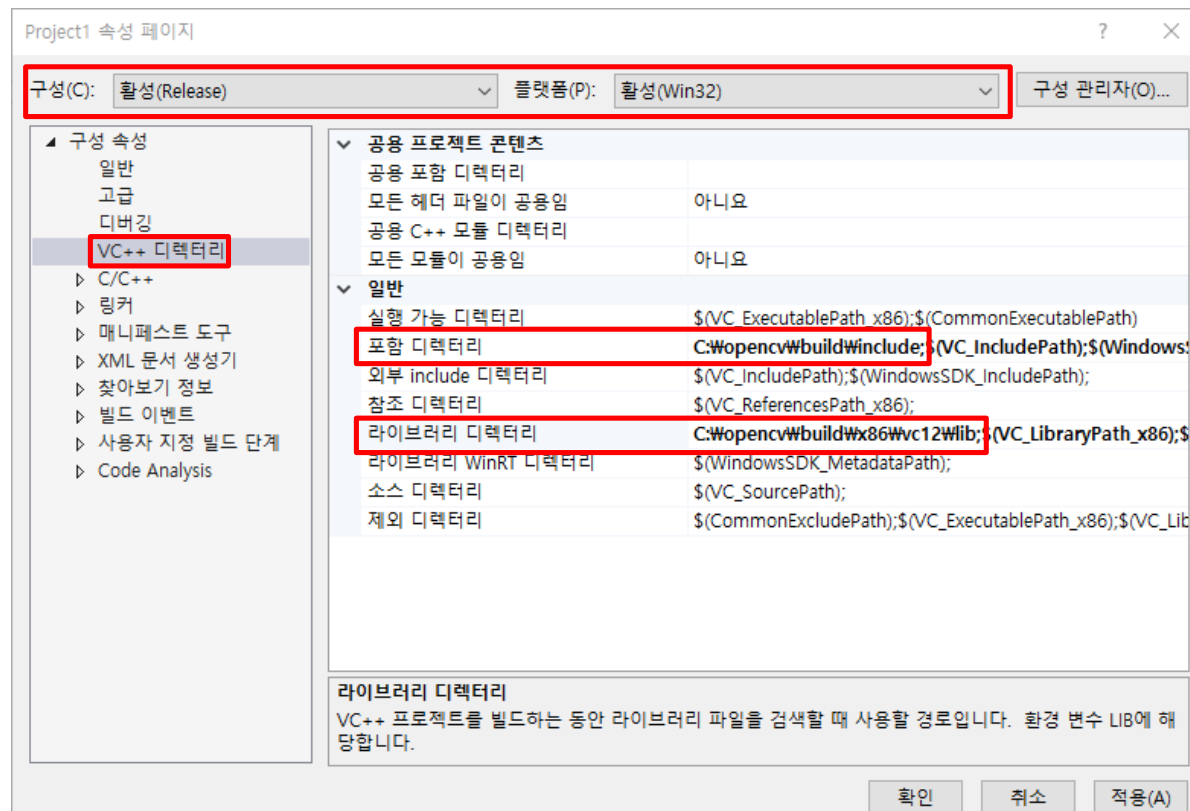 Project1 속성 페이지
구성(C): 활성(Release) 플랫폼(P): 활성(Win32) 구성 관리자(O)...
구성 속성
일반
고급
디버깅
VC++ 디렉터리
C/C++
링커
매니페스트 도구
XML 문서 생성기
찾아보기 정보
빌드 이벤트
사용자 지정 빌드 단계
Code Analysis
공용 프로젝트 콘텐츠
공용 포함 디렉터리
모든 헤더 파일이 공용임 아니요
공용 C++ 모듈 디렉터리
모든 모듈이 공용임 아니요
일반
실행 가능 디렉터리 $(VC_ExecutablePath_x86);$(CommonExecutablePath)
포함 디렉터리 C:₩opencv₩build₩include;$(VC_IncludePath);$(Windows
외부 include 디렉터리 $(VC_IncludePath);$(WindowsSDK_IncludePath);
참조 디렉터리 $(VC_ReferencesPath_x86);
라이브러리 디렉터리 C:₩opencv₩build₩x86₩vc12₩lib;$(VC_LibraryPath_x86);$
라이브러리 WinRT 디렉터리 $(WindowsSDK_MetadataPath);
소스 디렉터리 $(VC_SourcePath);
제외 디렉터리 $(CommonExcludePath);$(VC_ExecutablePath_x86);$(VC_Lib
라이브러리 디렉터리
VC++ 프로젝트를 빌드하는 동안 라이브러리 파일을 검색할 때 사용할 경로입니다. 환경 변수 LIB에 해
당합니다.
확인 취소 적용(A)